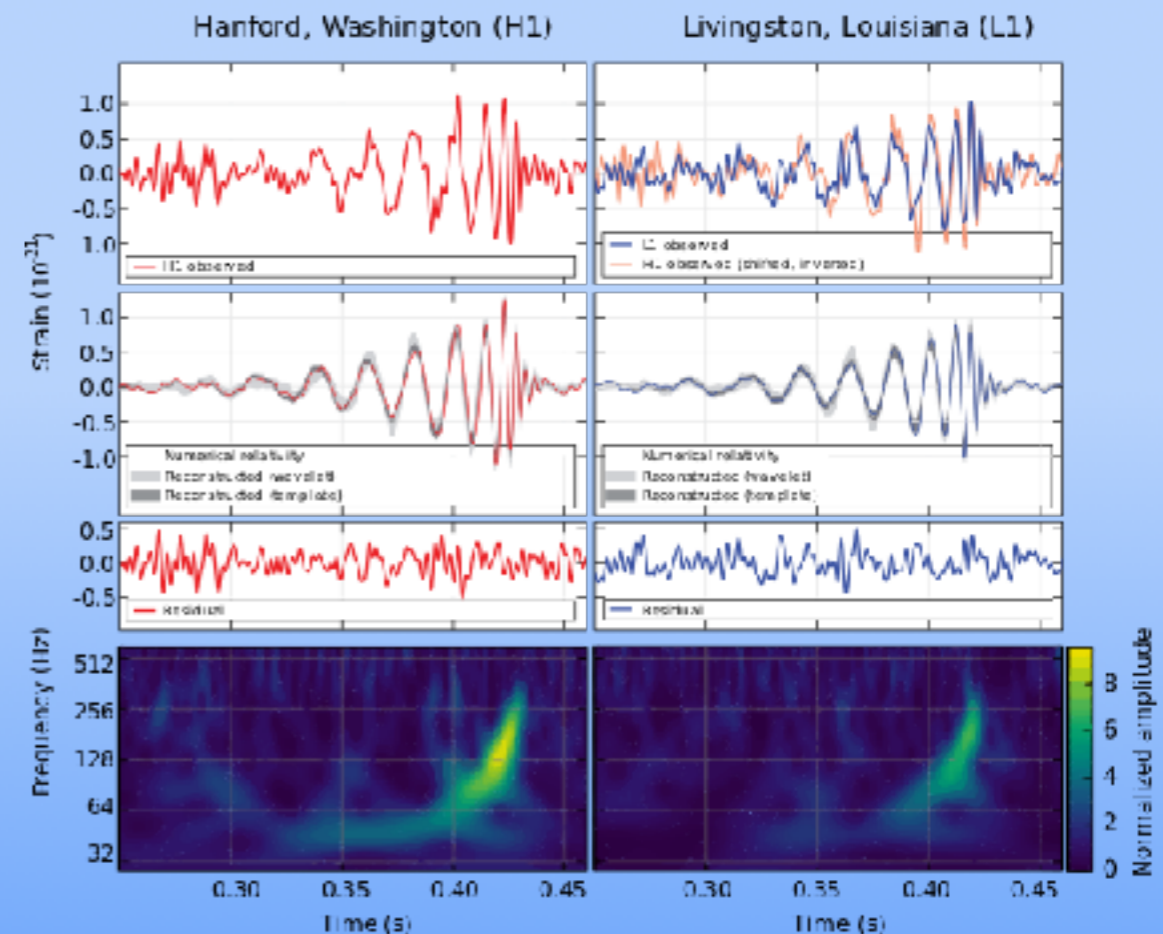 Hanford, Washington (H1)
Livingston, Louisiana (L1)
Strain (10⁻²¹)
1.0
0.5
0.0
-0.5
1.0
H1 observed
L1 observed
H1 observed (shifted, inverted)
1.0
0.5
0.0
-0.5
-1.0
Numerical relativity
Reconstructed (wavelet)
Reconstructed (template)
Numerical relativity
Reconstructed (wavelet)
Reconstructed (template)
0.5
0.0
-0.5
Residual
Residual
Frequency (Hz)
512
256
128
64
32
0.30 0.35 0.40 0.45
0.30 0.35 0.40 0.45
Time (s)
Time (s)
8
6
4
2
0
Normalized amplitude